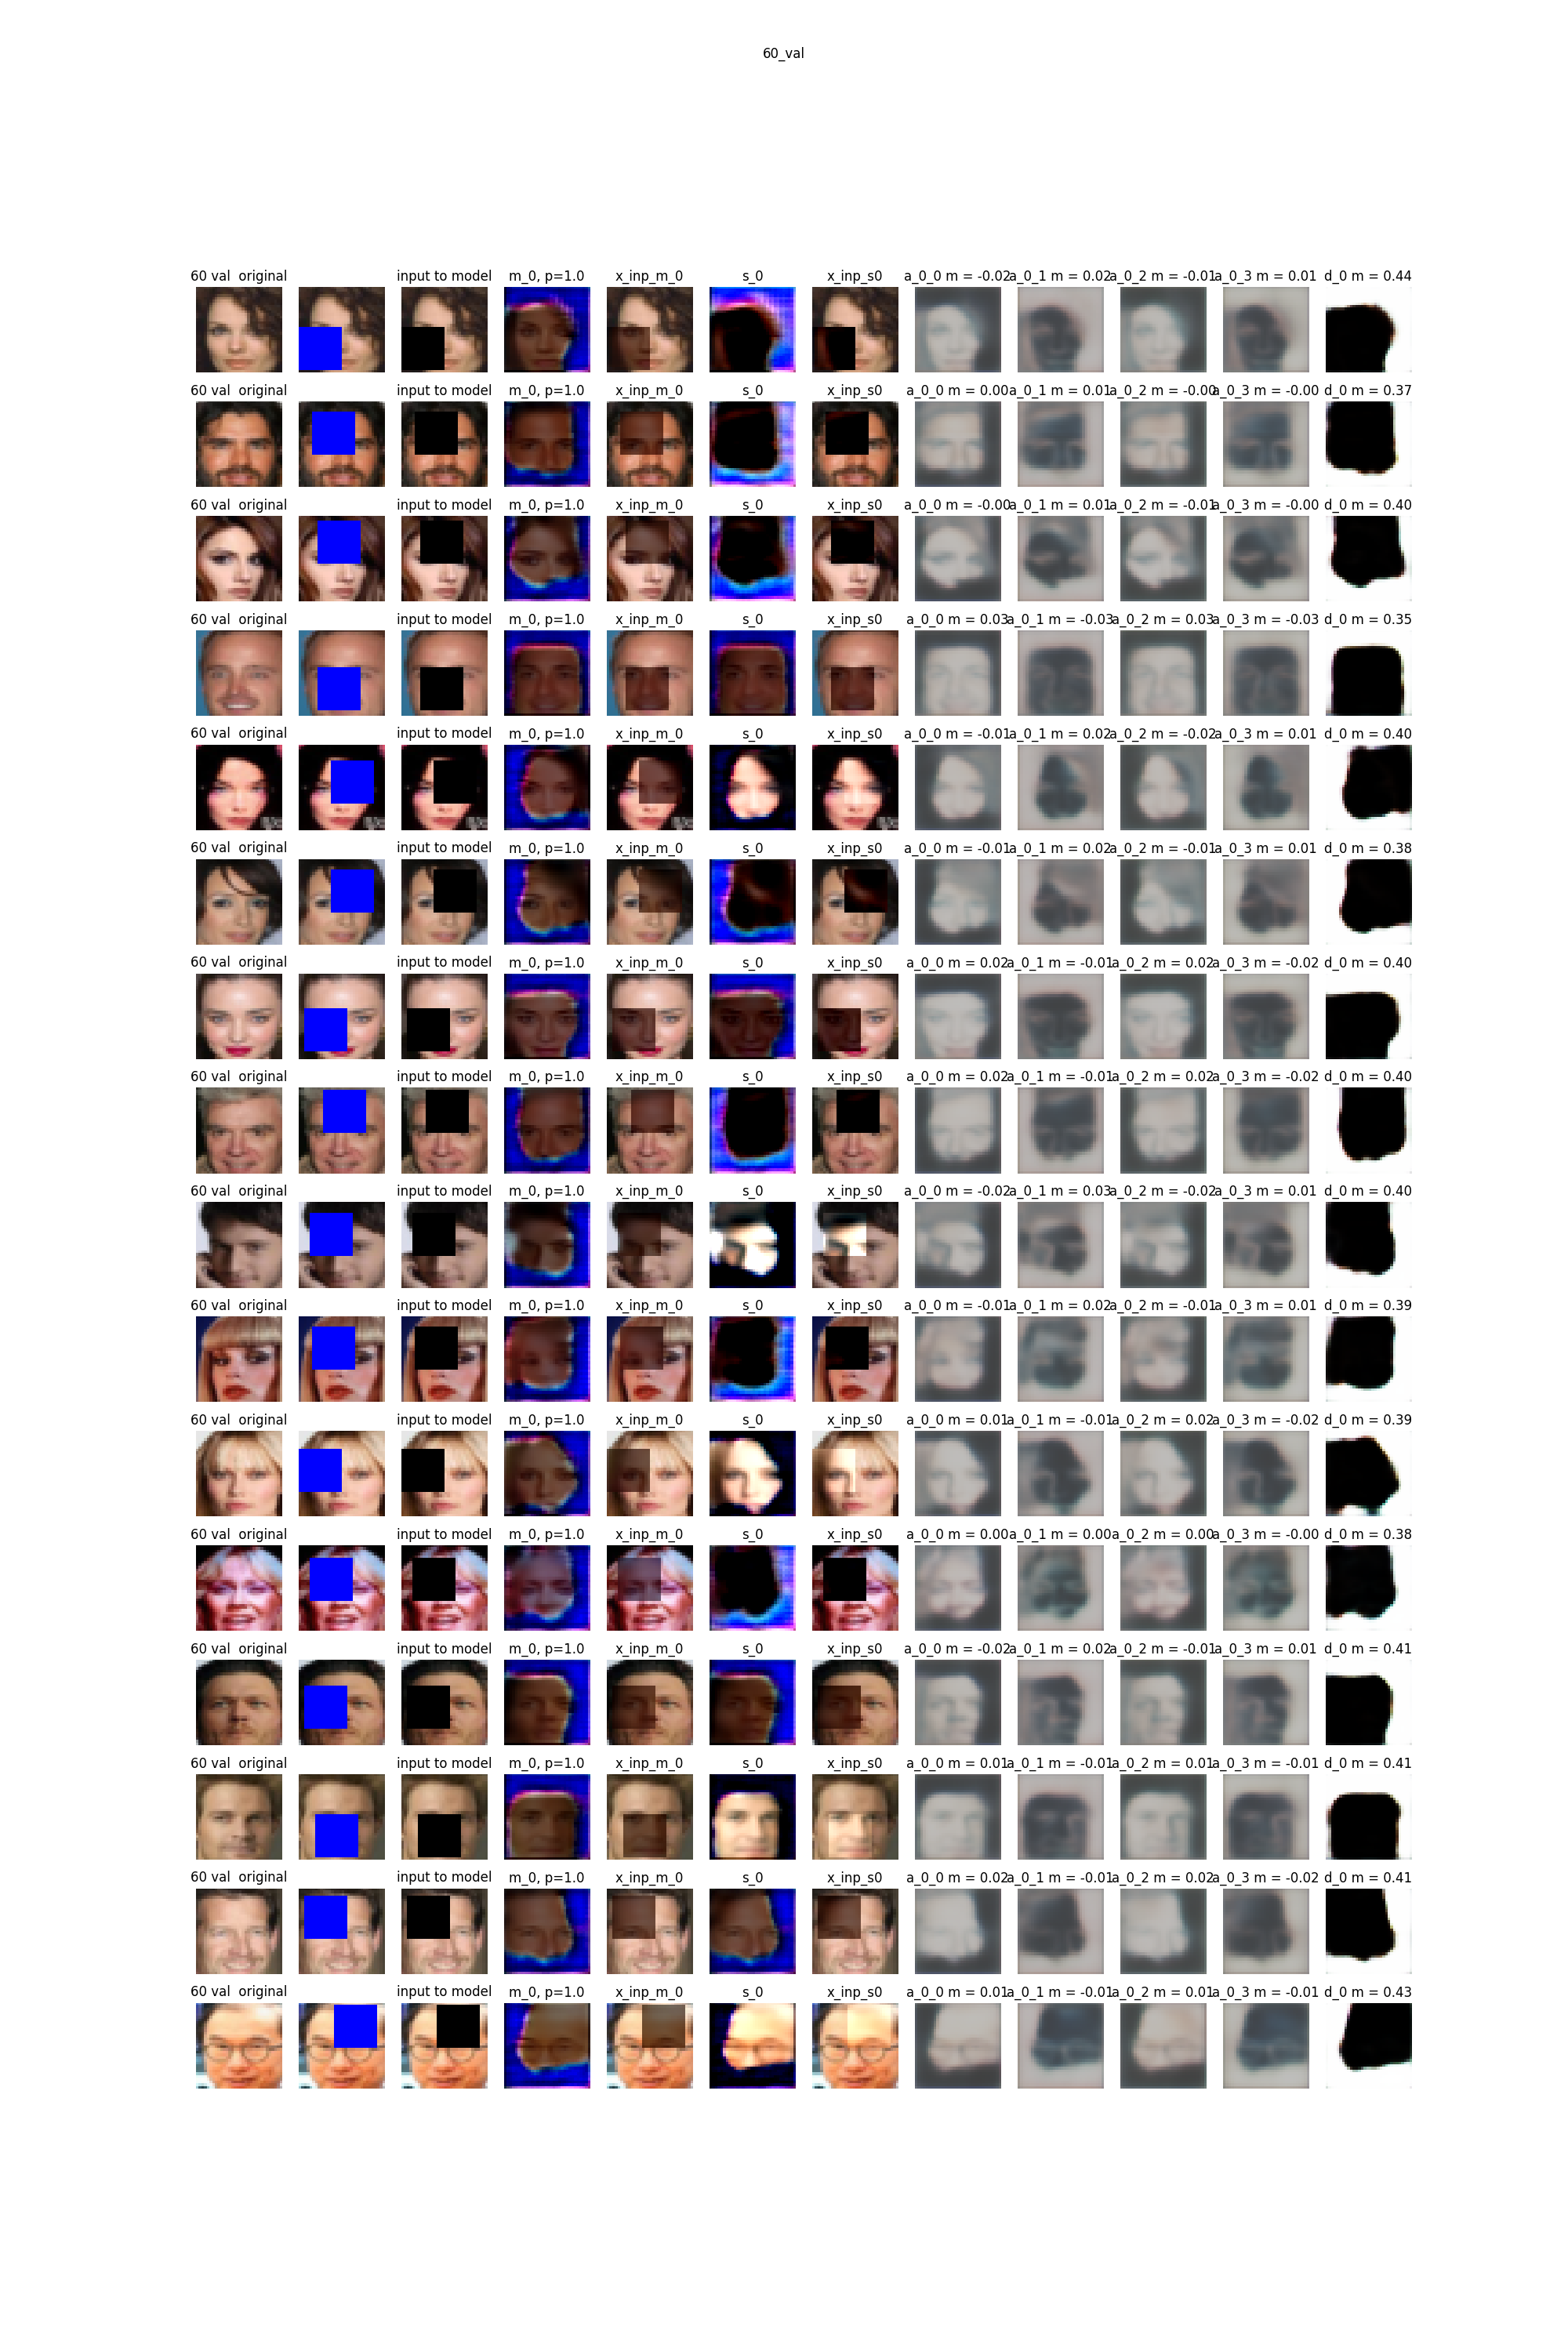 60_val
60 val original input to model m_0, p=1.0 x_inp_m_0 s_0 x_inp_s0 a_0_0 m = -0.02 a_0_1 m = 0.02 a_0_2 m = -0.01 a_0_3 m = 0.01 d_0 m = 0.44
60 val original input to model m_0, p=1.0 x_inp_m_0 s_0 x_inp_s0 a_0_0 m = 0.00 a_0_1 m = 0.01 a_0_2 m = -0.00 a_0_3 m = -0.00 d_0 m = 0.37
60 val original input to model m_0, p=1.0 x_inp_m_0 s_0 x_inp_s0 a_0_0 m = -0.00 a_0_1 m = 0.01 a_0_2 m = -0.01 a_0_3 m = -0.00 d_0 m = 0.40
60 val original input to model m_0, p=1.0 x_inp_m_0 s_0 x_inp_s0 a_0_0 m = 0.03 a_0_1 m = -0.03 a_0_2 m = 0.03 a_0_3 m = -0.03 d_0 m = 0.35
60 val original input to model m_0, p=1.0 x_inp_m_0 s_0 x_inp_s0 a_0_0 m = -0.01 a_0_1 m = 0.02 a_0_2 m = -0.02 a_0_3 m = 0.01 d_0 m = 0.40
60 val original input to model m_0, p=1.0 x_inp_m_0 s_0 x_inp_s0 a_0_0 m = -0.01 a_0_1 m = 0.02 a_0_2 m = -0.01 a_0_3 m = 0.01 d_0 m = 0.38
60 val original input to model m_0, p=1.0 x_inp_m_0 s_0 x_inp_s0 a_0_0 m = 0.02 a_0_1 m = -0.01 a_0_2 m = 0.02 a_0_3 m = -0.02 d_0 m = 0.40
60 val original input to model m_0, p=1.0 x_inp_m_0 s_0 x_inp_s0 a_0_0 m = 0.02 a_0_1 m = -0.01 a_0_2 m = 0.02 a_0_3 m = -0.02 d_0 m = 0.40
60 val original input to model m_0, p=1.0 x_inp_m_0 s_0 x_inp_s0 a_0_0 m = -0.02 a_0_1 m = 0.03 a_0_2 m = -0.02 a_0_3 m = 0.01 d_0 m = 0.40
60 val original input to model m_0, p=1.0 x_inp_m_0 s_0 x_inp_s0 a_0_0 m = -0.01 a_0_1 m = 0.02 a_0_2 m = -0.01 a_0_3 m = 0.01 d_0 m = 0.39
60 val original input to model m_0, p=1.0 x_inp_m_0 s_0 x_inp_s0 a_0_0 m = 0.01 a_0_1 m = -0.01 a_0_2 m = 0.02 a_0_3 m = -0.02 d_0 m = 0.39
60 val original input to model m_0, p=1.0 x_inp_m_0 s_0 x_inp_s0 a_0_0 m = 0.00 a_0_1 m = 0.00 a_0_2 m = 0.00 a_0_3 m = -0.00 d_0 m = 0.38
60 val original input to model m_0, p=1.0 x_inp_m_0 s_0 x_inp_s0 a_0_0 m = -0.02 a_0_1 m = 0.02 a_0_2 m = -0.01 a_0_3 m = 0.01 d_0 m = 0.41
60 val original input to model m_0, p=1.0 x_inp_m_0 s_0 x_inp_s0 a_0_0 m = 0.01 a_0_1 m = -0.01 a_0_2 m = 0.01 a_0_3 m = -0.01 d_0 m = 0.41
60 val original input to model m_0, p=1.0 x_inp_m_0 s_0 x_inp_s0 a_0_0 m = 0.02 a_0_1 m = -0.01 a_0_2 m = 0.02 a_0_3 m = -0.02 d_0 m = 0.41
60 val original input to model m_0, p=1.0 x_inp_m_0 s_0 x_inp_s0 a_0_0 m = 0.01 a_0_1 m = -0.01 a_0_2 m = 0.01 a_0_3 m = -0.01 d_0 m = 0.43